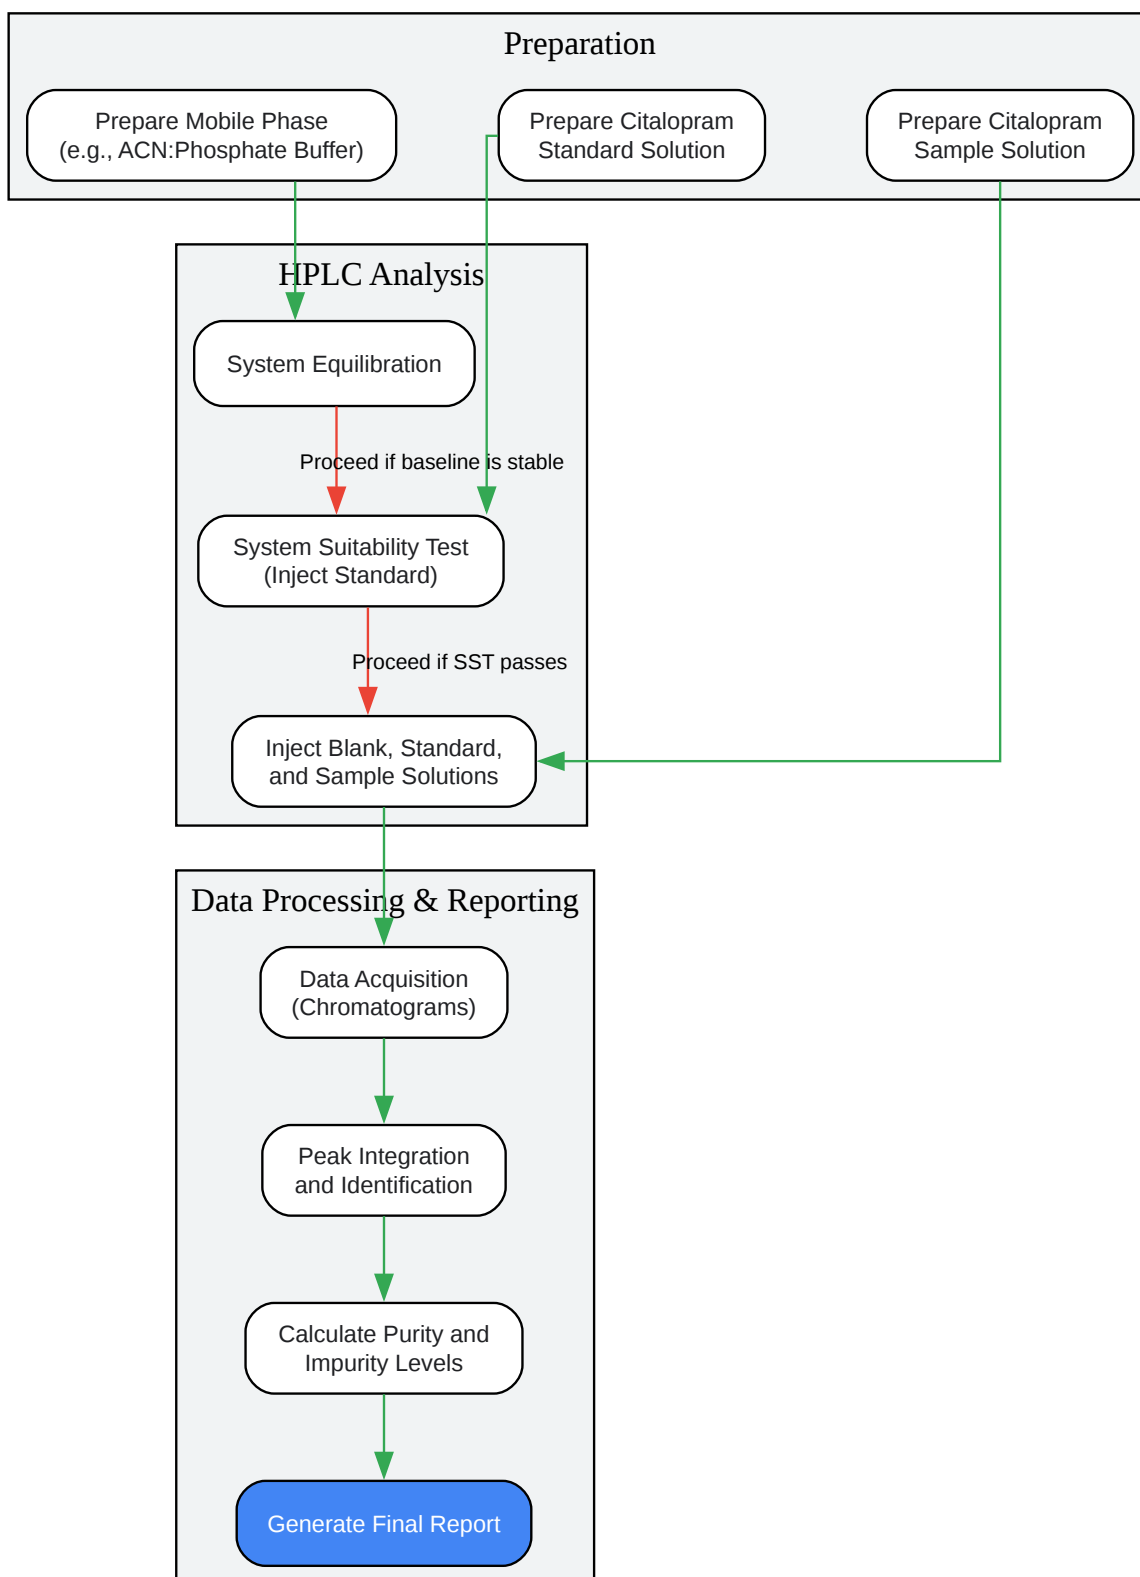 Preparation
Prepare Mobile Phase
(e.g., ACN:Phosphate Buffer)
Prepare Citalopram
Standard Solution
Prepare Citalopram
Sample Solution
HPLC Analysis
System Equilibration
Proceed if baseline is stable
System Suitability Test
(Inject Standard)
Proceed if SST passes
Inject Blank, Standard,
and Sample Solutions
Data Processing & Reporting
Data Acquisition
(Chromatograms)
Peak Integration
and Identification
Calculate Purity and
Impurity Levels
Generate Final Report